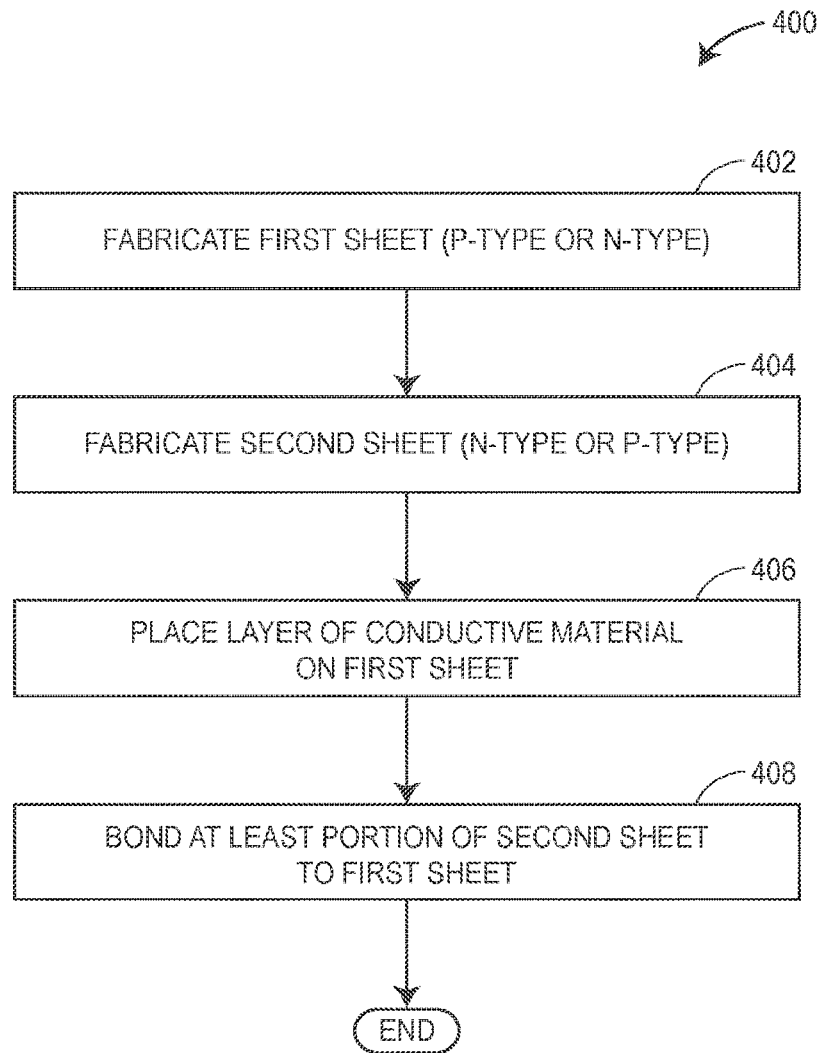 400
402
FABRICATE FIRST SHEET (P-TYPE OR N-TYPE)
404
FABRICATE SECOND SHEET (N-TYPE OR P-TYPE)
406
PLACE LAYER OF CONDUCTIVE MATERIAL
ON FIRST SHEET
408
BOND AT LEAST PORTION OF SECOND SHEET
TO FIRST SHEET
END